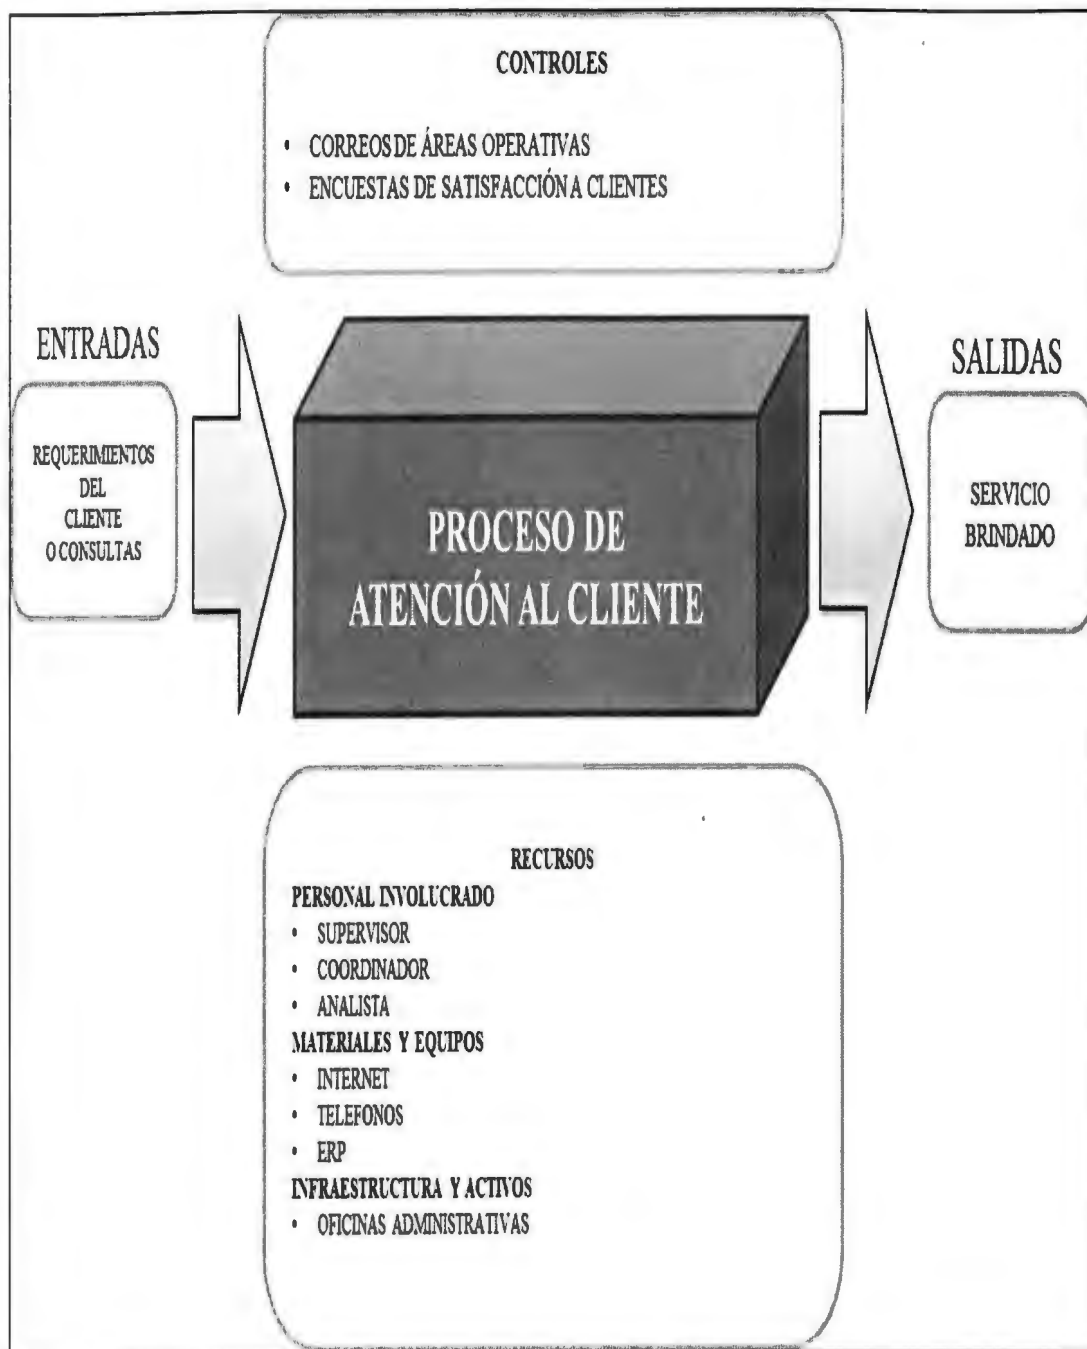 CONTROLES
• CORREOS DE ÁREAS OPERATIVAS
• ENCUESTAS DE SATISFACCIÓN A CLIENTES
ENTRADAS
REQUERIMIENTOS
DEL
CLIENTE
O CONSULTAS
PROCESO DE
ATENCIÓN AL CLIENTE
SALIDAS
SERVICIO
BRINDADO
RECURSOS
PERSONAL INVOLUCRADO
• SUPERVISOR
• COORDINADOR
• ANALISTA
MATERIALES Y EQUIPOS
• INTERNET
• TELEFONOS
• ERP
INFRAESTRUCTURA Y ACTIVOS
• OFICINAS ADMINISTRATIVAS